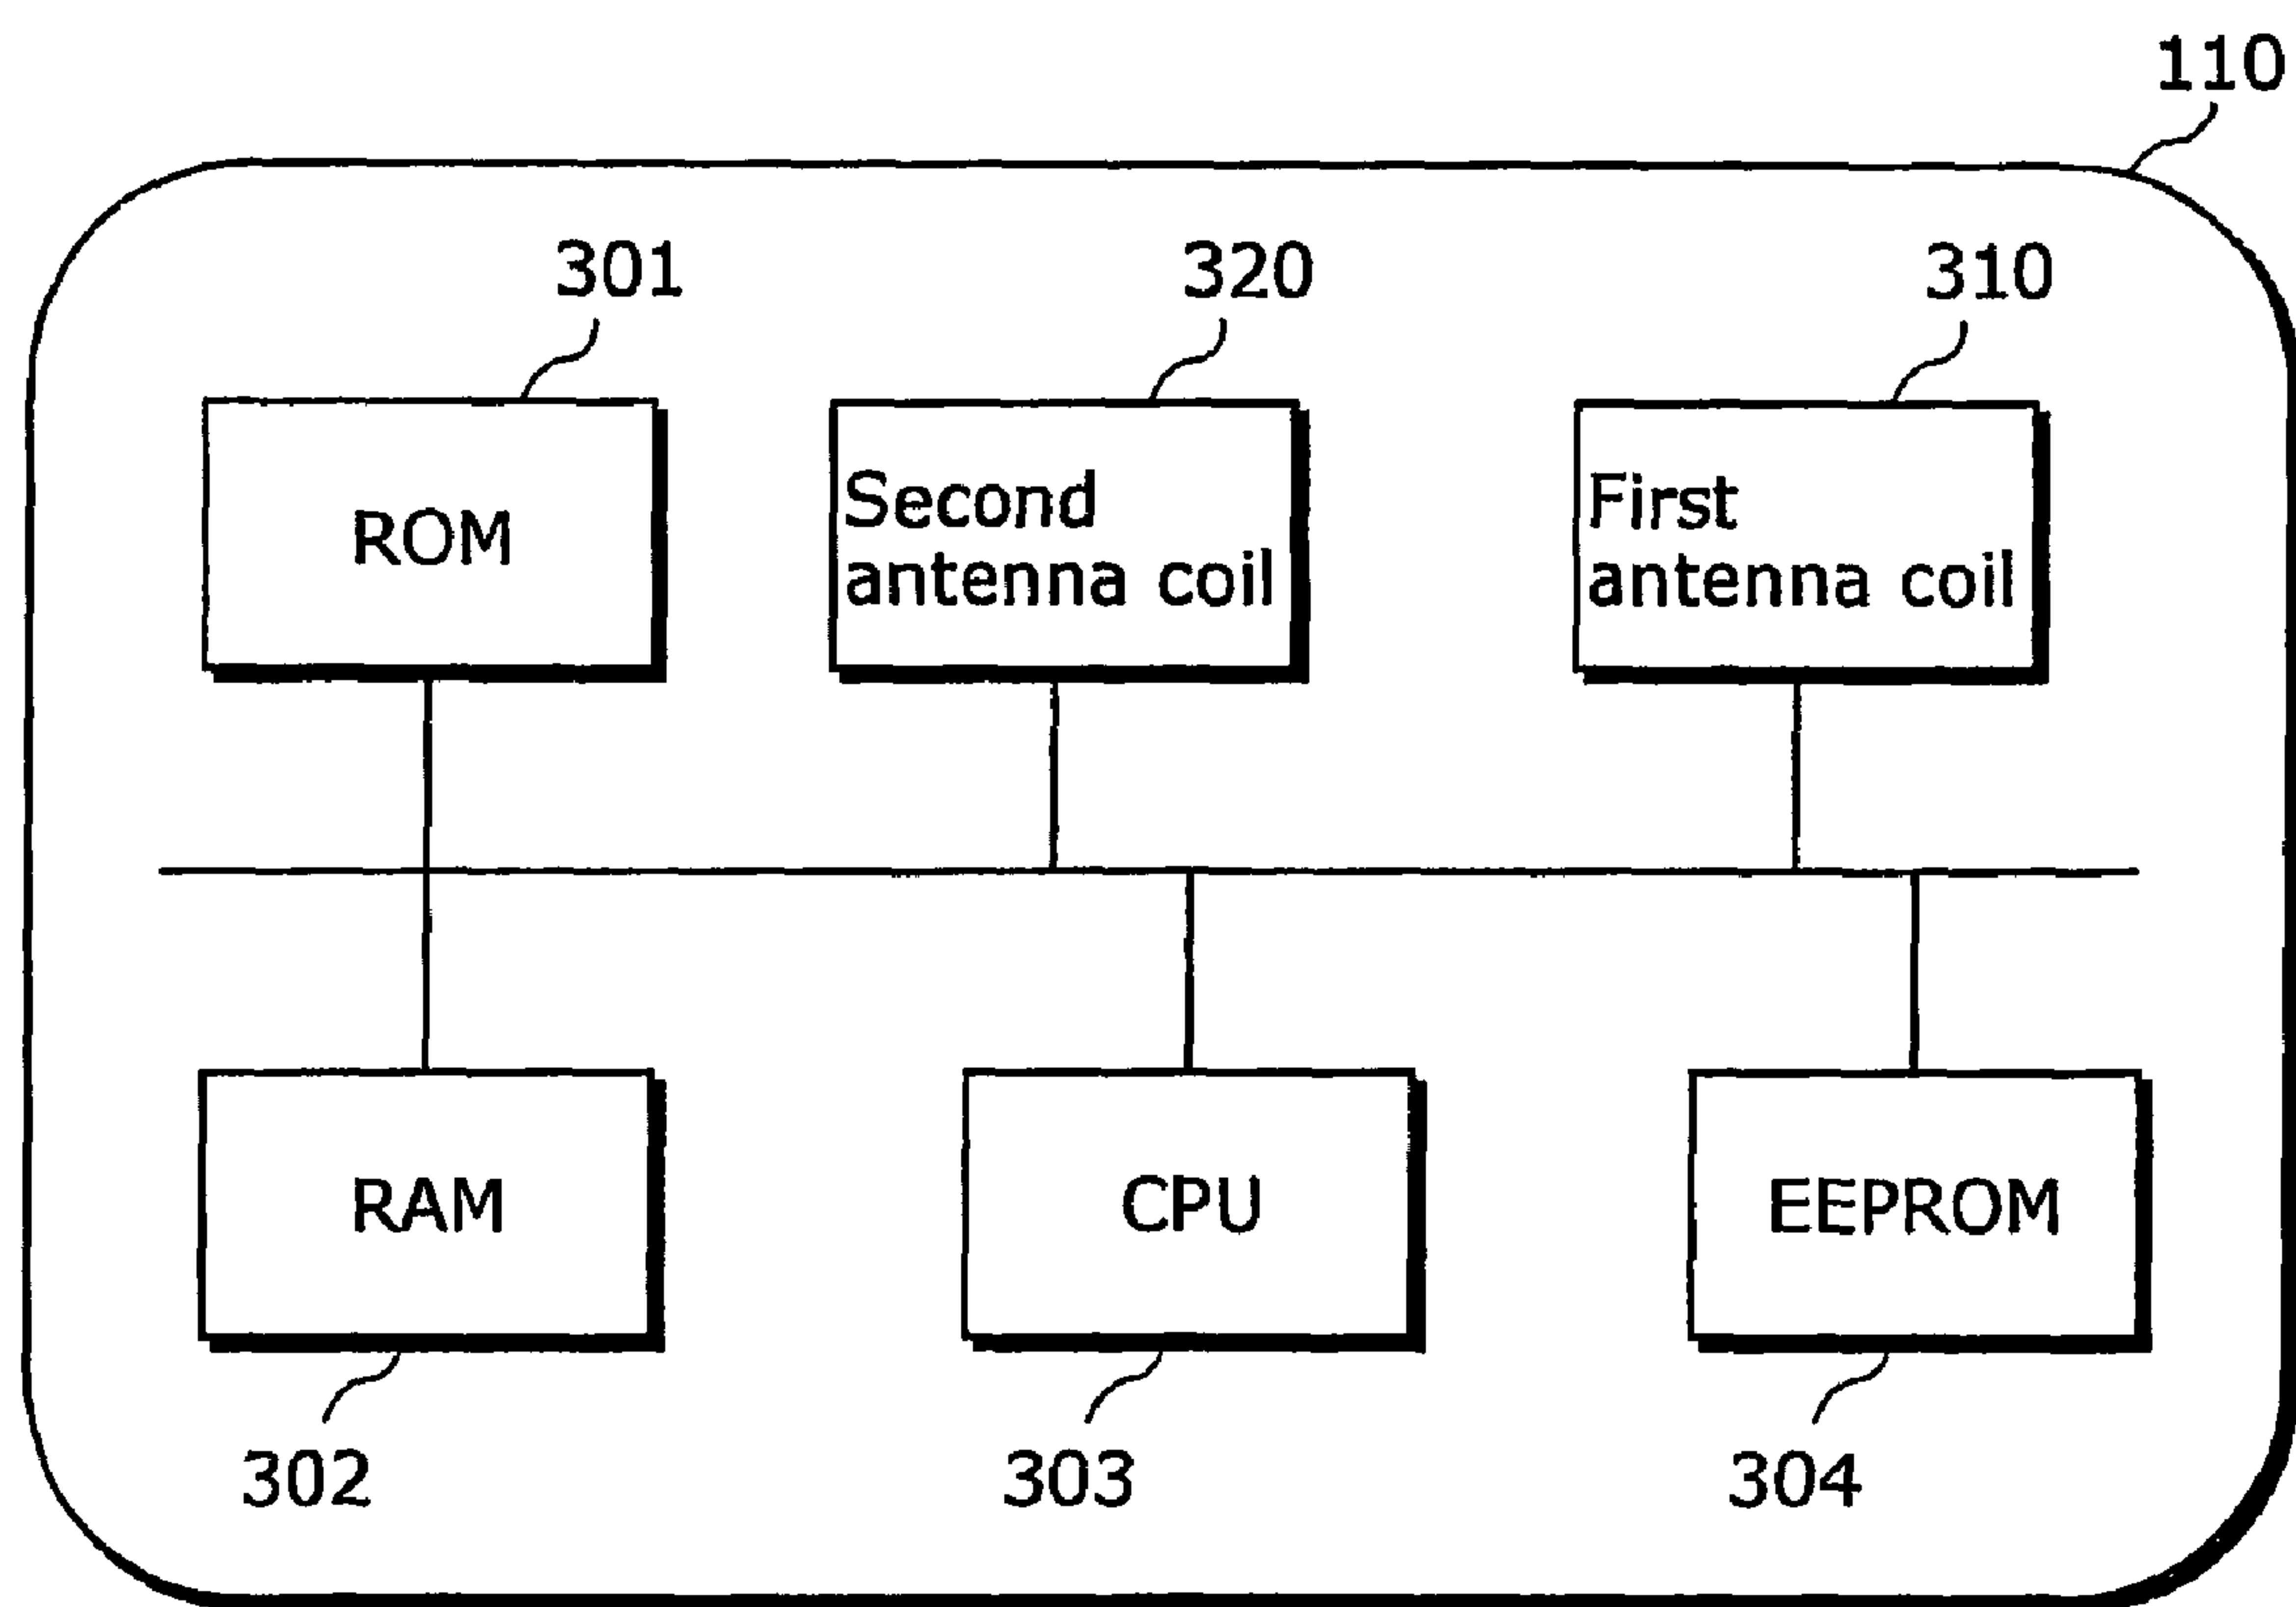 110
301
320
310
ROM
Second
antenna coil
First
antenna coil
RAM
CPU
EEPROM
302
303
304